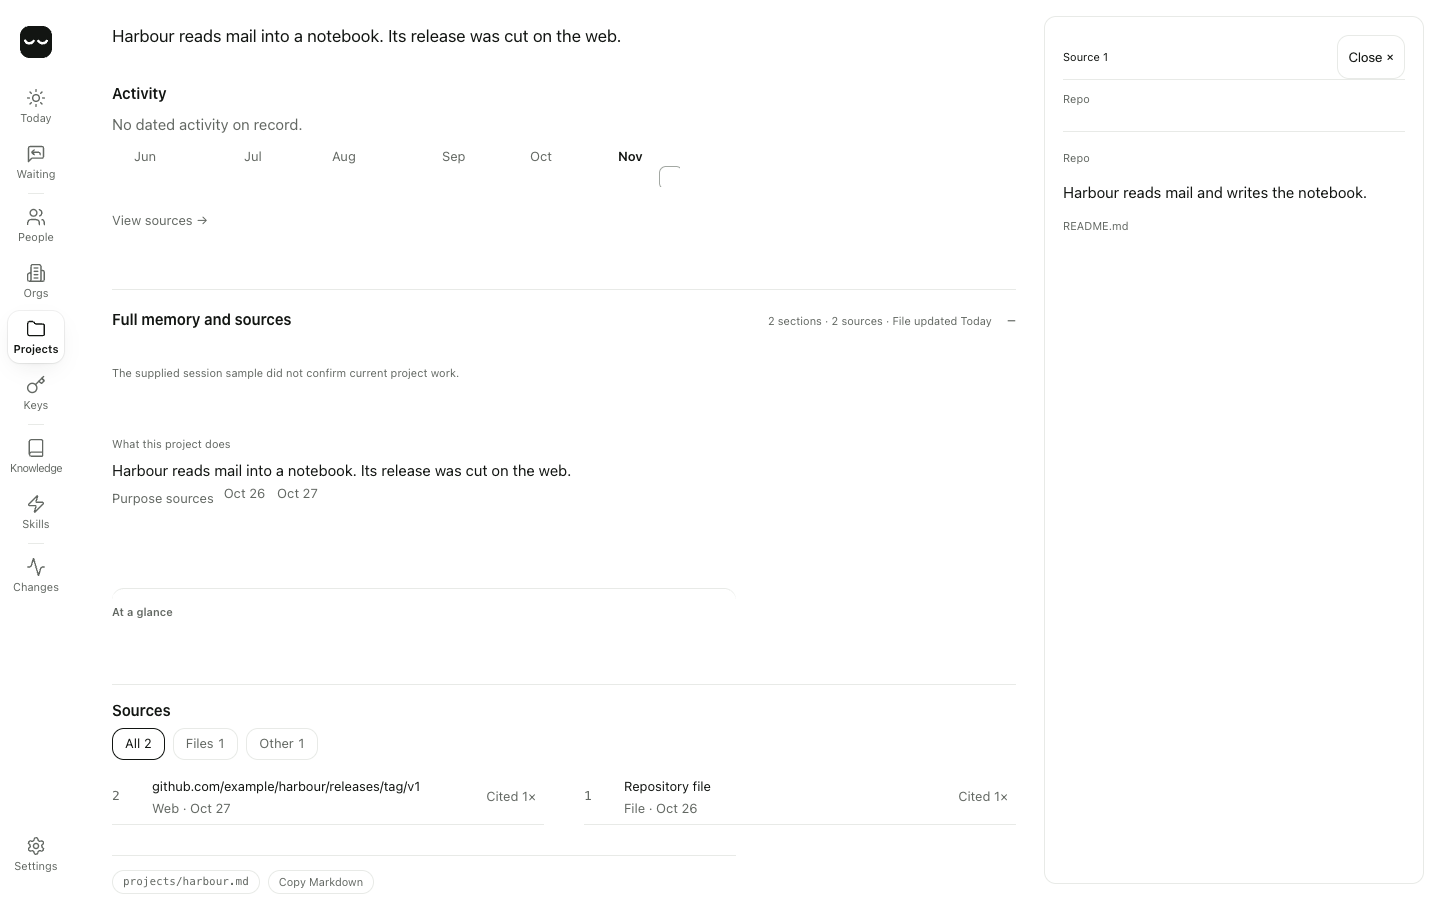 Today
Waiting
People
Orgs
Projects
Keys
Knowledge
Skills
Changes
Settings
Harbour reads mail into a notebook. Its release was cut on the web.
Activity
No dated activity on record.
Jun Jul Aug Sep Oct Nov
View sources →
Full memory and sources
2 sections · 2 sources · File updated Today –
The supplied session sample did not confirm current project work.
What this project does
Harbour reads mail into a notebook. Its release was cut on the web.
Purpose sources Oct 26 Oct 27
At a glance
Sources
All 2 Files 1 Other 1
2 github.com/example/harbour/releases/tag/v1 Cited 1×
Web · Oct 27
1 Repository file Cited 1×
File · Oct 26
projects/harbour.md Copy Markdown
Source 1 Close ×
Repo
Repo
Harbour reads mail and writes the notebook.
README.md